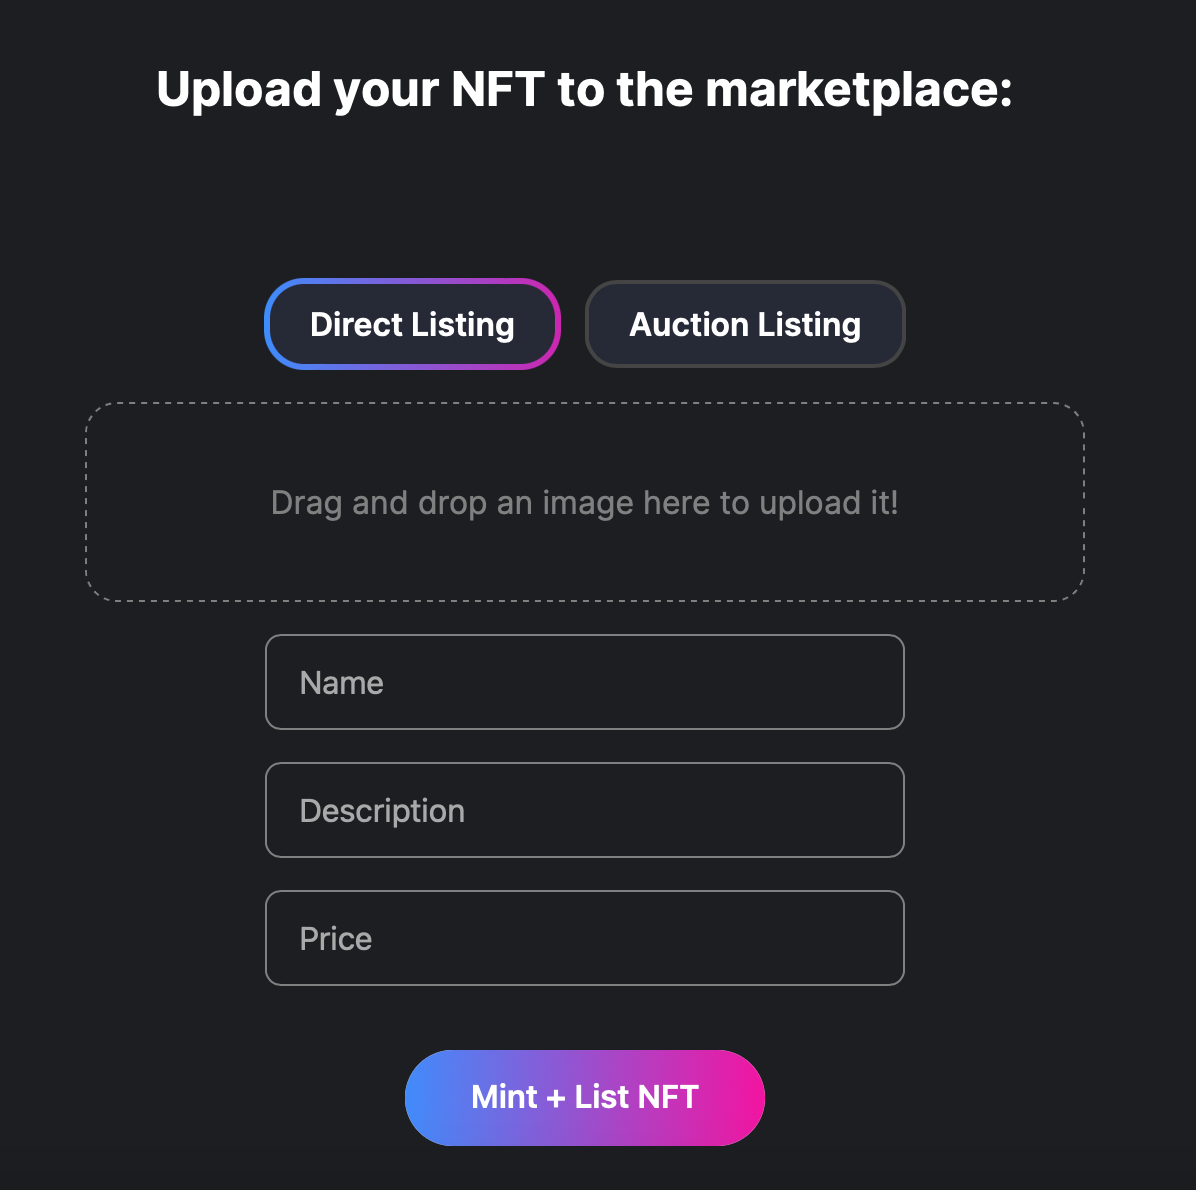 Upload your NFT to the marketplace:
Direct Listing
Auction Listing
Drag and drop an image here to upload it!
Name
Description
Price
Mint + List NFT